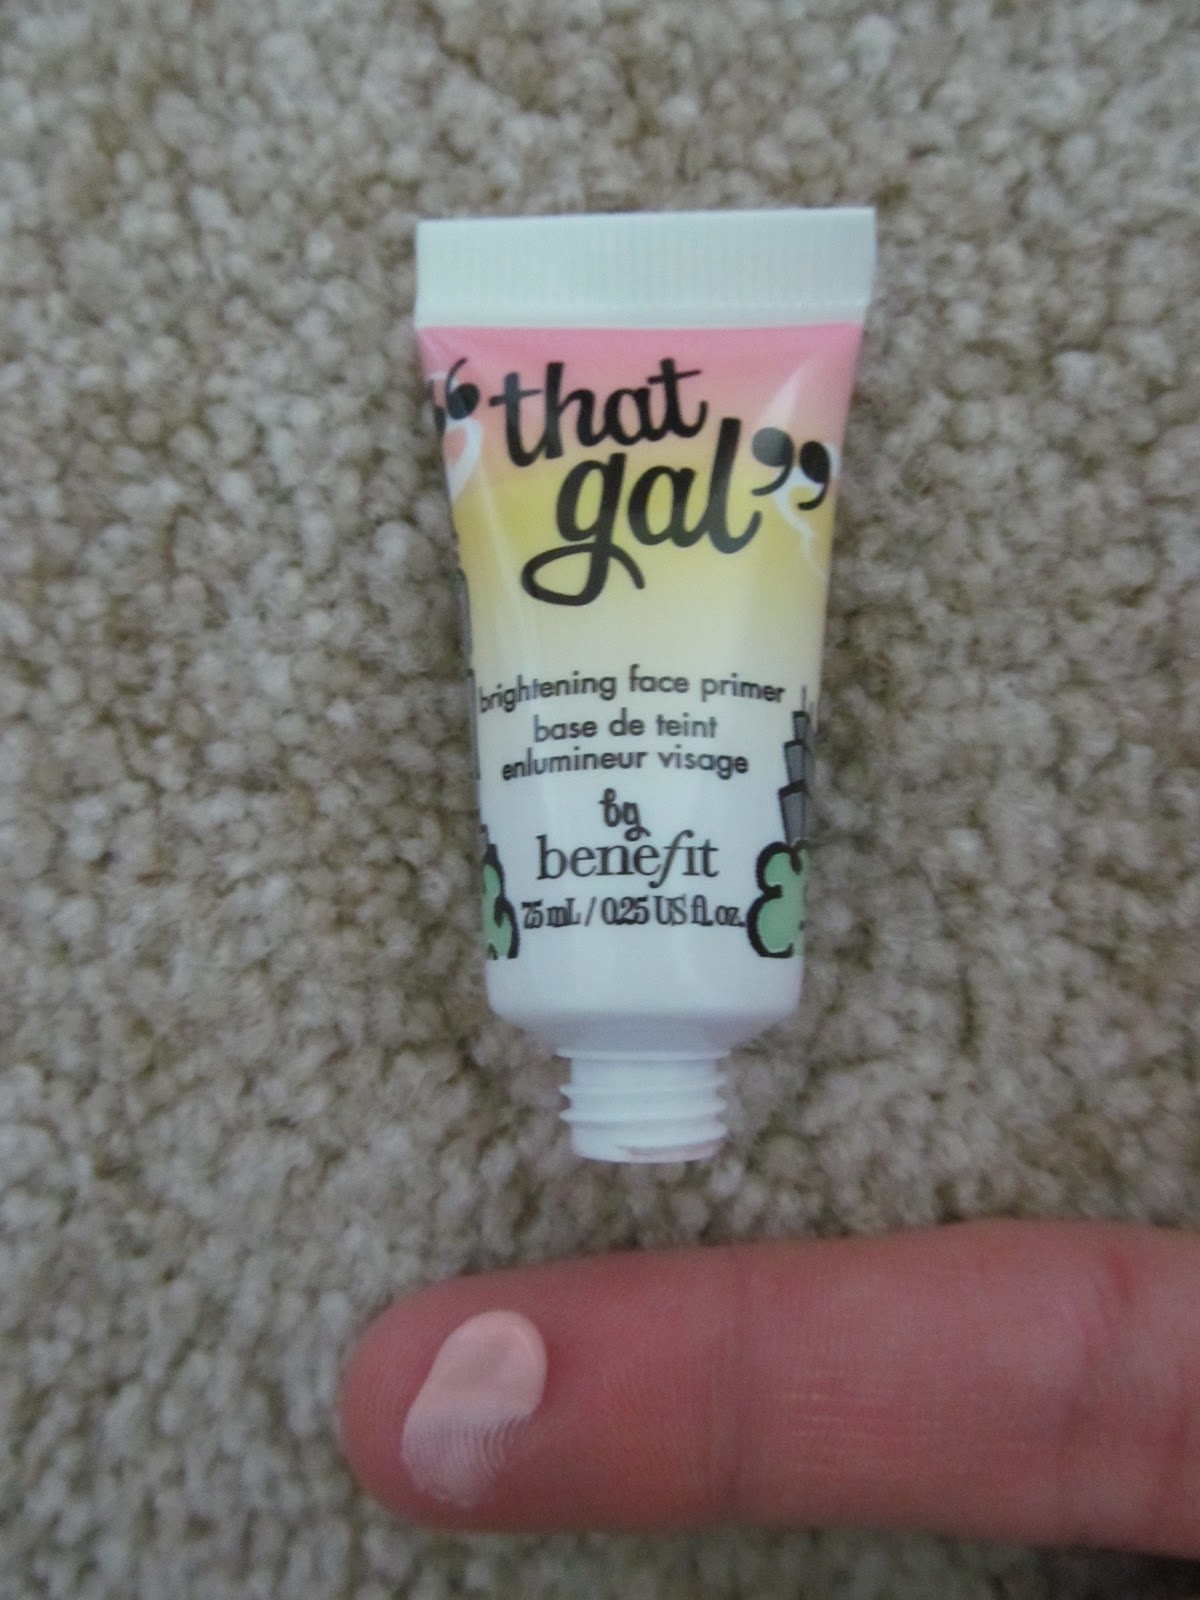 “that
gal”
brightening face primer
base de teint
enlumineur visage
by
benefit
7.5 mL / 0.25 US fl. oz.